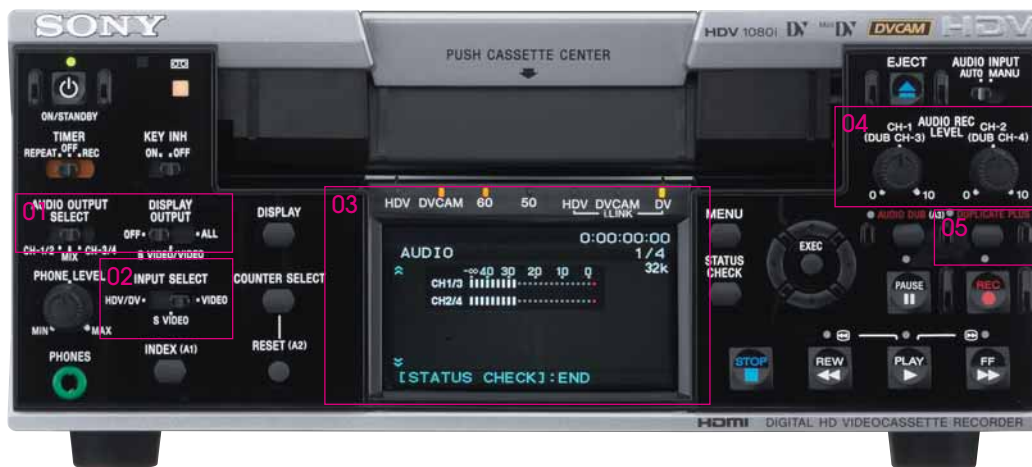 SONY
PUSH CASSETTE CENTER
HDV 1080i DV Mini DV DVCAM HDV
ON/STANDBY
TIMER
OFF
REPEAT REC
KEY INH
ON OFF
01
AUDIO OUTPUT
SELECT
CH-1/2 MIX CH-3/4
DISPLAY
OUTPUT
OFF ALL
S VIDEO/VIDEO
PHONE LEVEL
MIN MAX
PHONES
02
INPUT SELECT
HDV/DV VIDEO
S VIDEO
INDEX (A1)
DISPLAY
COUNTER SELECT
RESET (A2)
03
HDV DVCAM 60 50 HDV DVCAM DV
i.LINK
0:00:00:00
AUDIO 1/4
32k
-∞ 40 30 20 10 0
CH1/3
CH2/4
[STATUS CHECK]:END
EJECT
AUDIO INPUT
AUTO MANU
04
AUDIO REC
LEVEL
CH-1
(DUB CH-3)
CH-2
(DUB CH-4)
0 10
0 10
MENU
STATUS
CHECK
EXEC
AUDIO DUB (A3)
05
DUPLICATE PLUS
PAUSE
REC
STOP
REW
PLAY
FF
HDMI DIGITAL HD VIDEOCASSETTE RECORDER